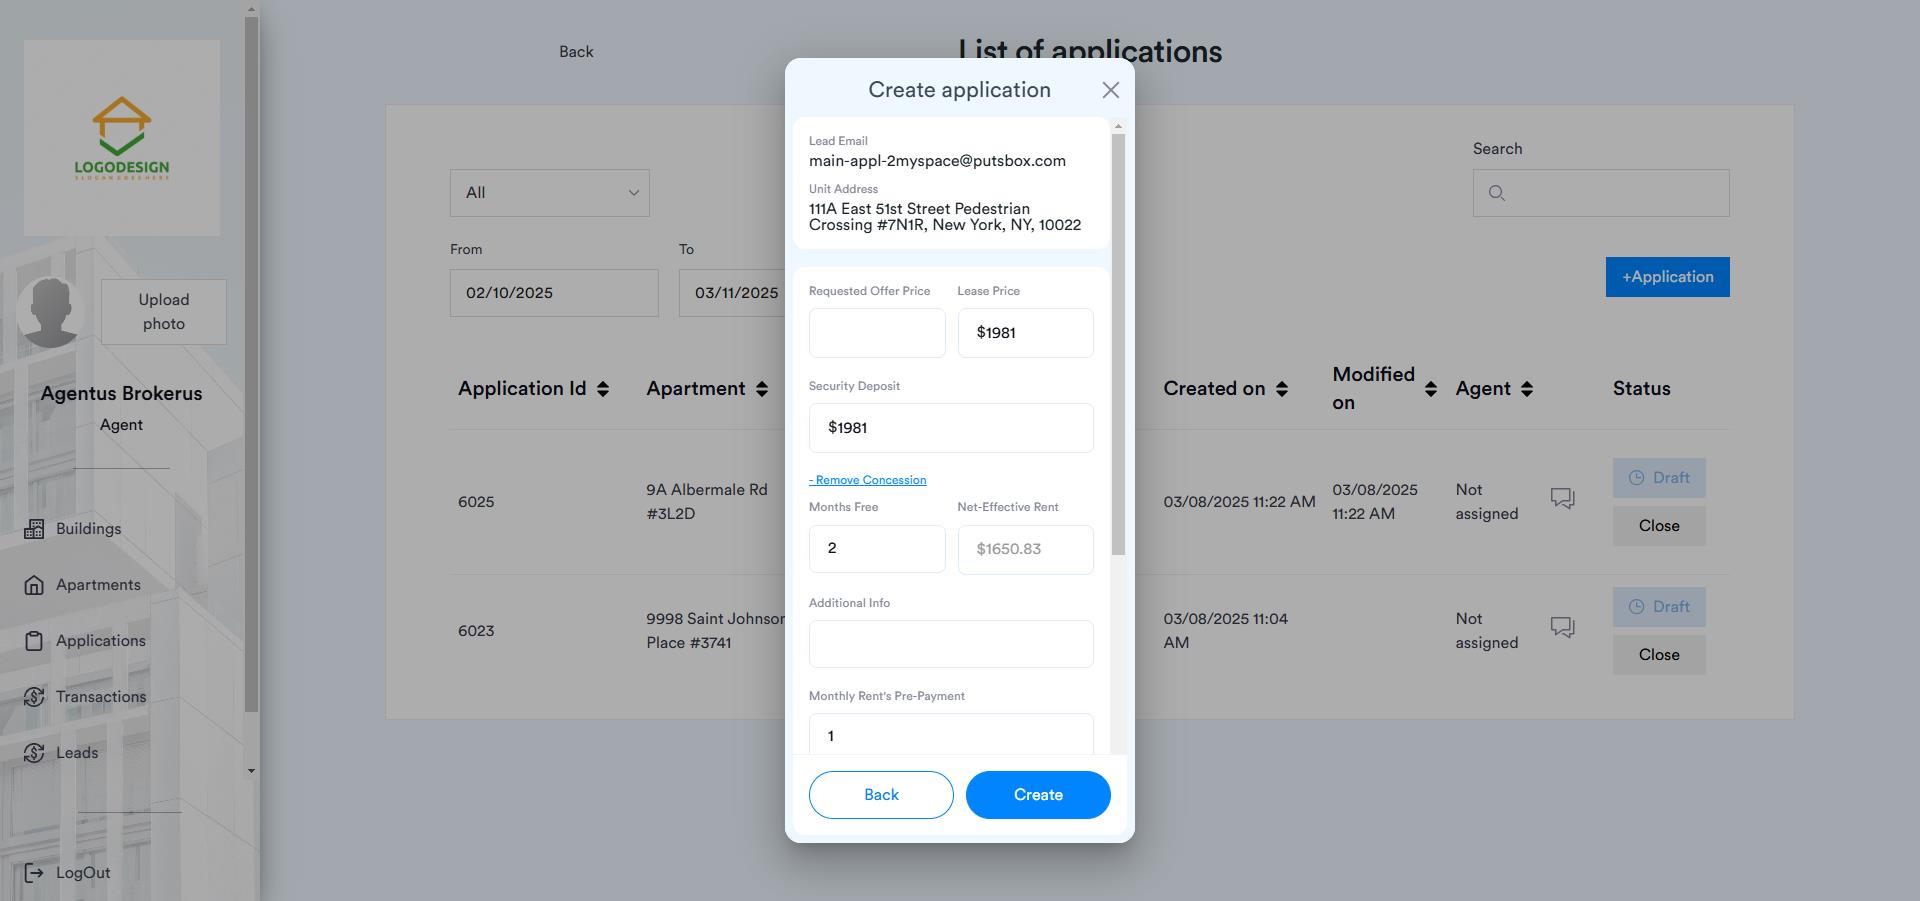 LOGODESIGN
SLOGAN GOES HERE
Upload
photo
Agentus Brokerus
Agent
Buildings
Apartments
Applications
Transactions
Leads
LogOut
Back
List of applications
All
Search
From
To
02/10/2025
03/11/2025
+Application
Application Id
Apartment
Created on
Modified
on
Agent
Status
6025
9A Albermale Rd
#3L2D
03/08/2025 11:22 AM
03/08/2025
11:22 AM
Not
assigned
Draft
Close
6023
9998 Saint Johnson
Place #3741
03/08/2025 11:04
AM
Not
assigned
Draft
Close
Create application
Lead Email
main-appl-2myspace@putsbox.com
Unit Address
111A East 51st Street Pedestrian
Crossing #7N1R, New York, NY, 10022
Requested Offer Price
Lease Price
$1981
Security Deposit
$1981
- Remove Concession
Months Free
Net-Effective Rent
2
$1650.83
Additional Info
Monthly Rent's Pre-Payment
1
Back
Create